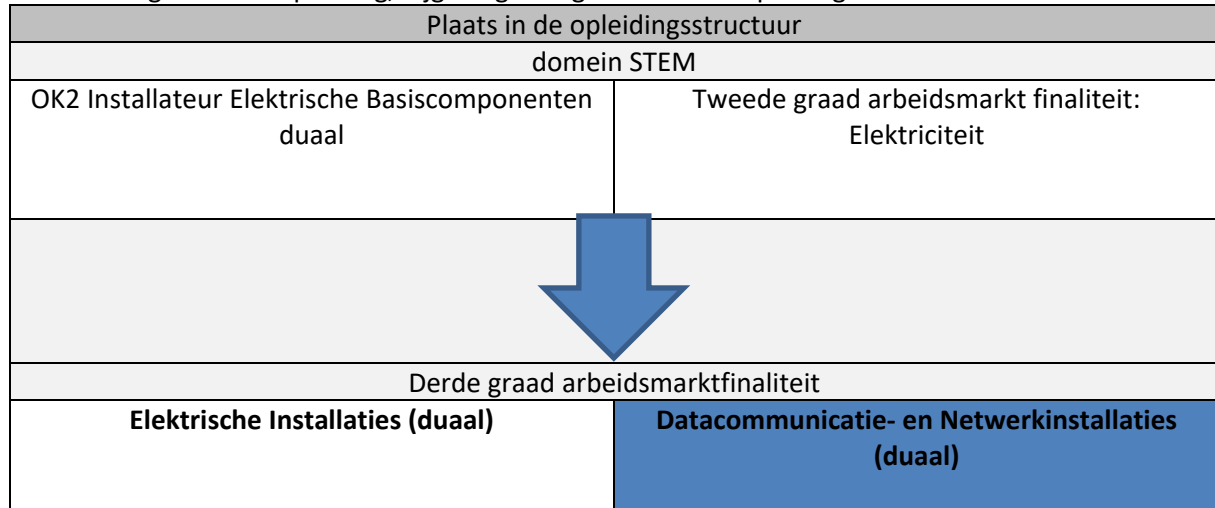 Plaats in de opleidingsstructuur
domein STEM
OK2 Installateur Elektrische Basiscomponenten
duaal
Tweede graad arbeidsmarkt finaliteit:
Elektriciteit
Derde graad arbeidsmarktfinaliteit
Elektrische Installaties (duaal)
Datacommunicatie- en Netwerkinstallaties
(duaal)